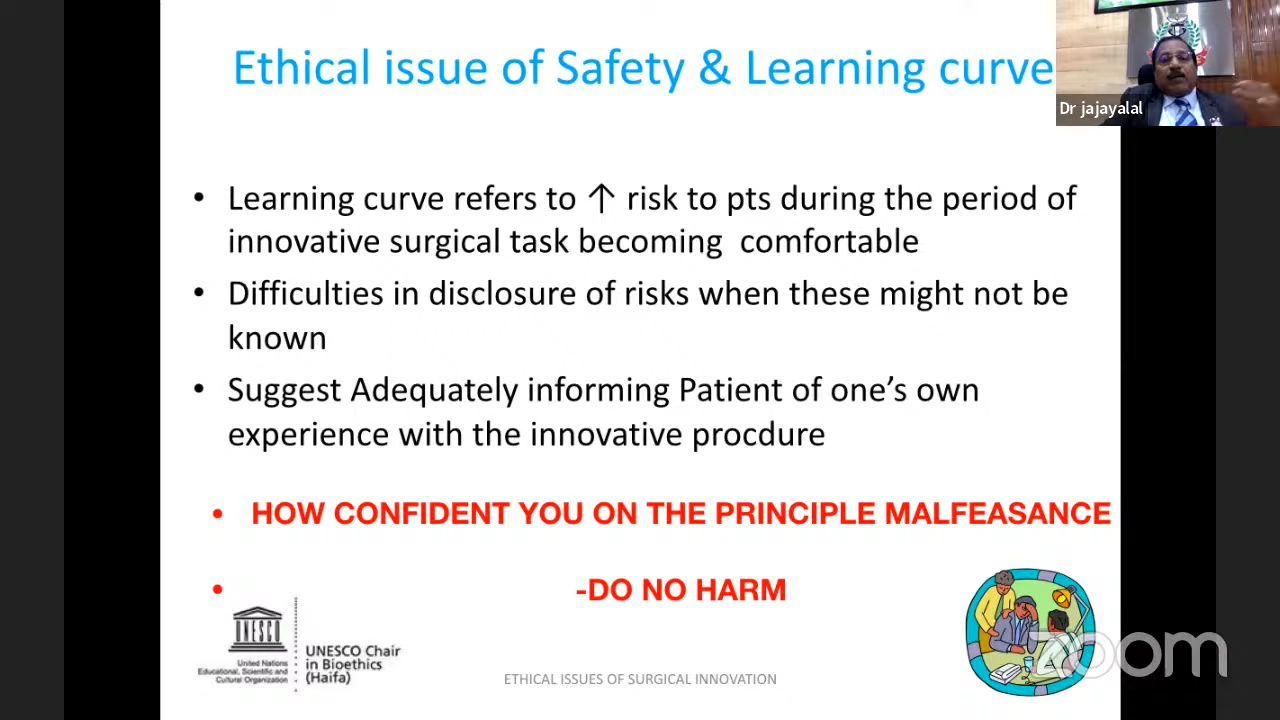 Ethical issue of Safety & Learning curve
Dr jajayalal
• Learning curve refers to ↑ risk to pts during the period of
innovative surgical task becoming comfortable
• Difficulties in disclosure of risks when these might not be
known
• Suggest Adequately informing Patient of one's own
experience with the innovative procdure
• HOW CONFIDENT YOU ON THE PRINCIPLE MALFEASANCE
• -DO NO HARM
UNESCO
United Nations
Educational, Scientific and
Cultural Organization
UNESCO Chair
in Bioethics
(Haifa)
ETHICAL ISSUES OF SURGICAL INNOVATION
zoom